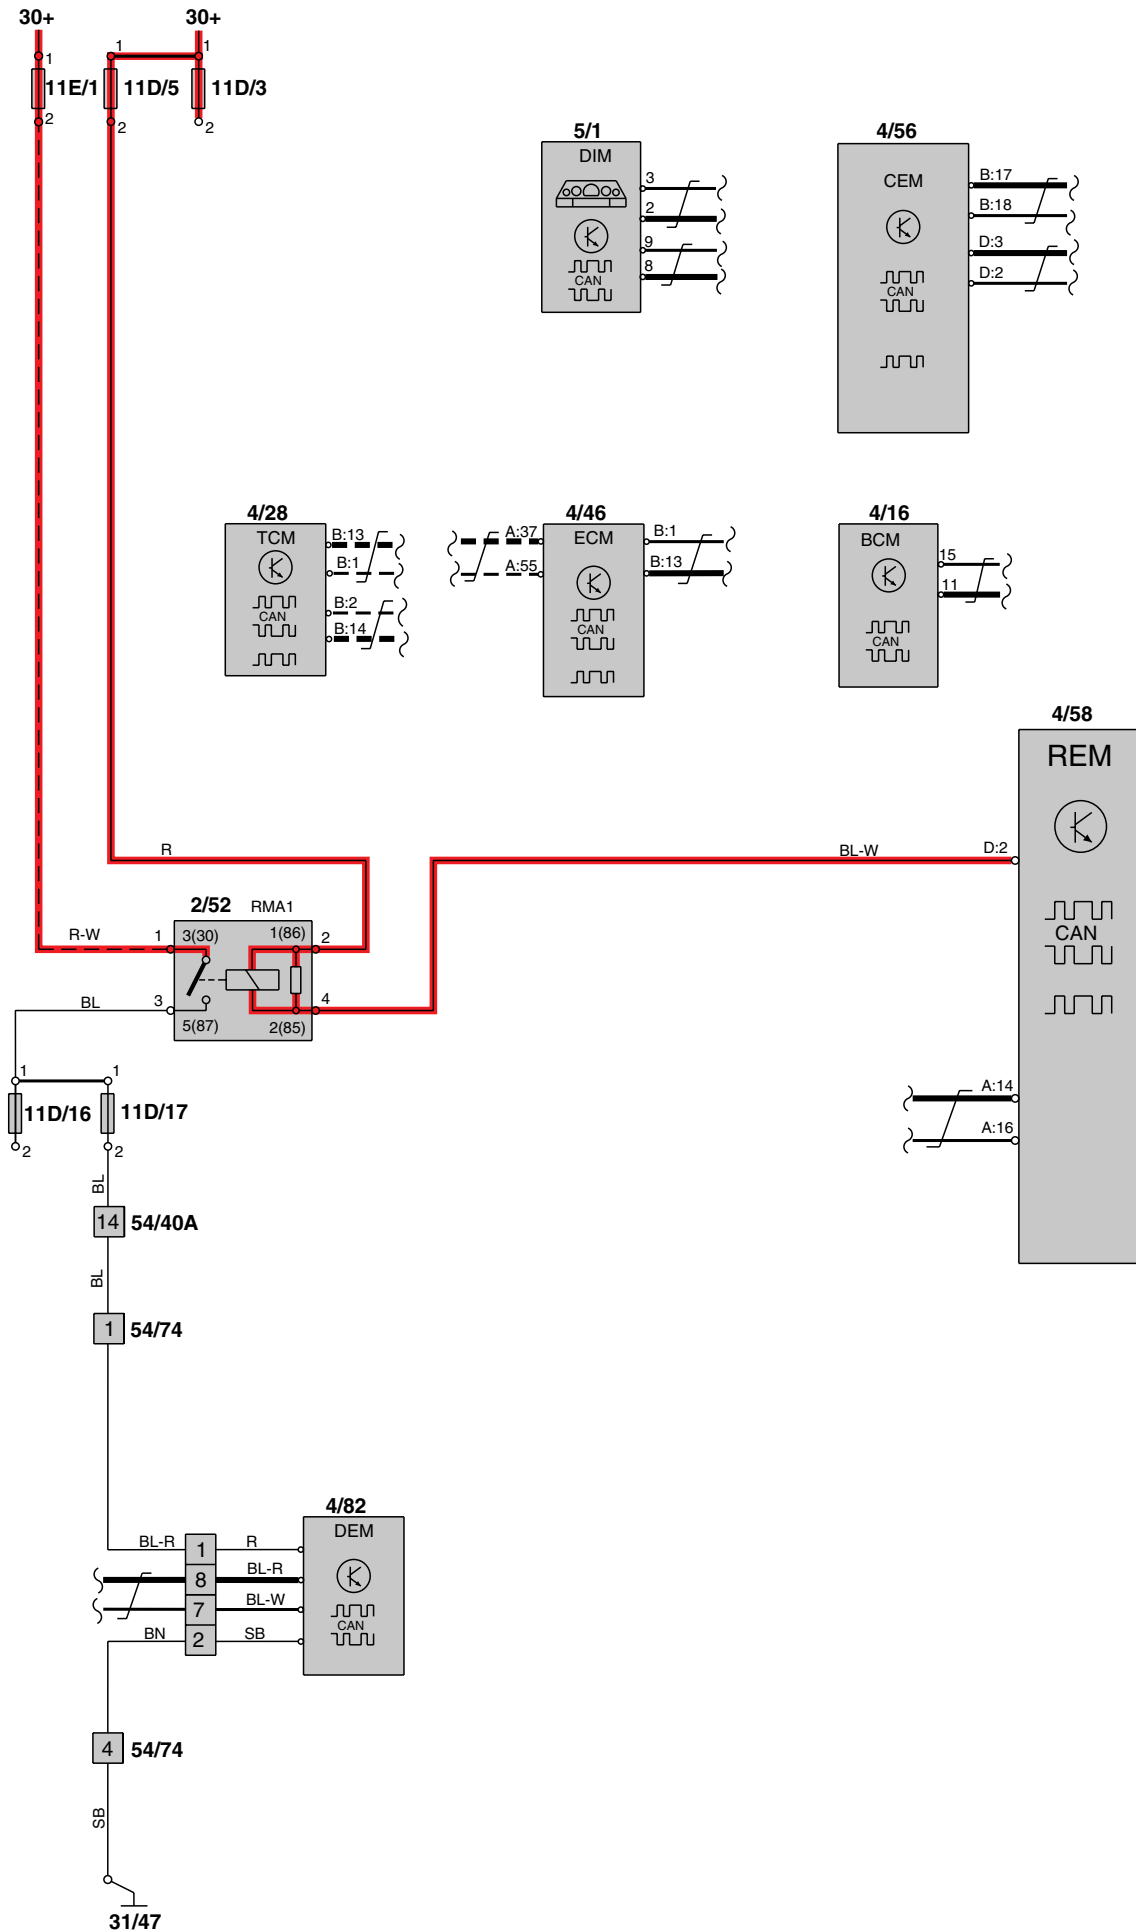 30+ 30+
1 1 1
11E/1 11D/5 11D/3
2 2 2
5/1
DIM
3
2
9
8
CAN
4/56
CEM
B:17
B:18
D:3
D:2
CAN
4/28
TCM
B:13
B:1
B:2
B:14
CAN
4/46
A:37 ECM B:1
A:55 B:13
CAN
4/16
BCM
15
11
CAN
4/58
REM
R BL-W D:2
CAN
2/52 RMA1
R-W 1 3(30) 1(86) 2
BL 3 4
5(87) 2(85)
1 1
11D/16 11D/17
2 2
A:14
A:16
BL
14 54/40A
BL
1 54/74
4/82
DEM
BL-R 1 R
8 BL-R
7 BL-W
CAN
BN 2 SB
4 54/74
SB
31/47